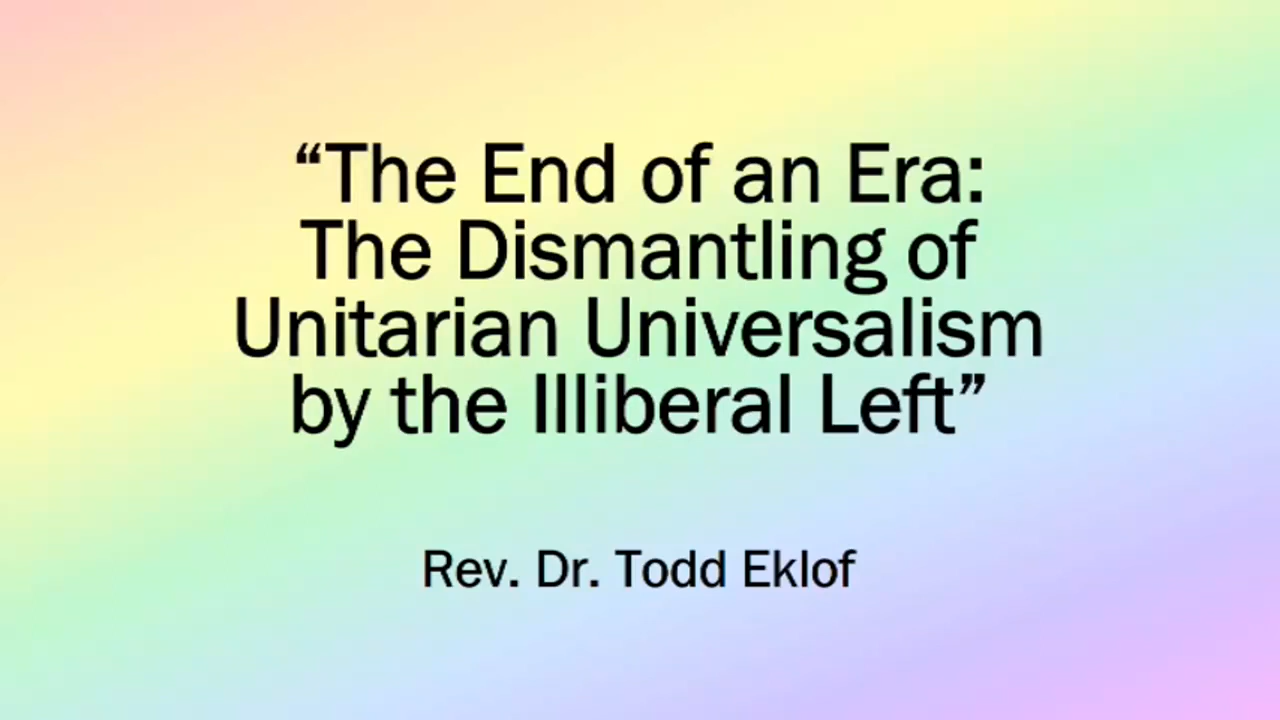 “The End of an Era:
The Dismantling of
Unitarian Universalism
by the Illiberal Left”
Rev. Dr. Todd Eklof